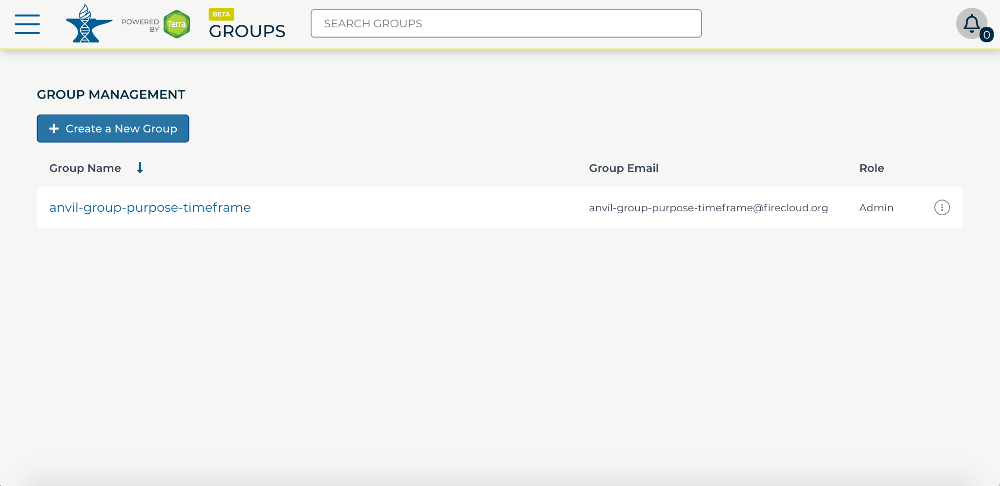 POWERED
BY
Terra
BETA
GROUPS
SEARCH GROUPS
0
GROUP MANAGEMENT
Create a New Group
Group Name Group Email Role
anvil-group-purpose-timeframe anvil-group-purpose-timeframe@firecloud.org Admin